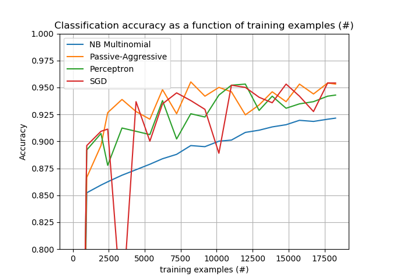 Classification accuracy as a function of training examples (#)
1.000
0.975
0.950
0.925
0.900
0.875
0.850
0.825
0.800
Accuracy
NB Multinomial
Passive-Aggressive
Perceptron
SGD
0 2500 5000 7500 10000 12500 15000 17500
training examples (#)